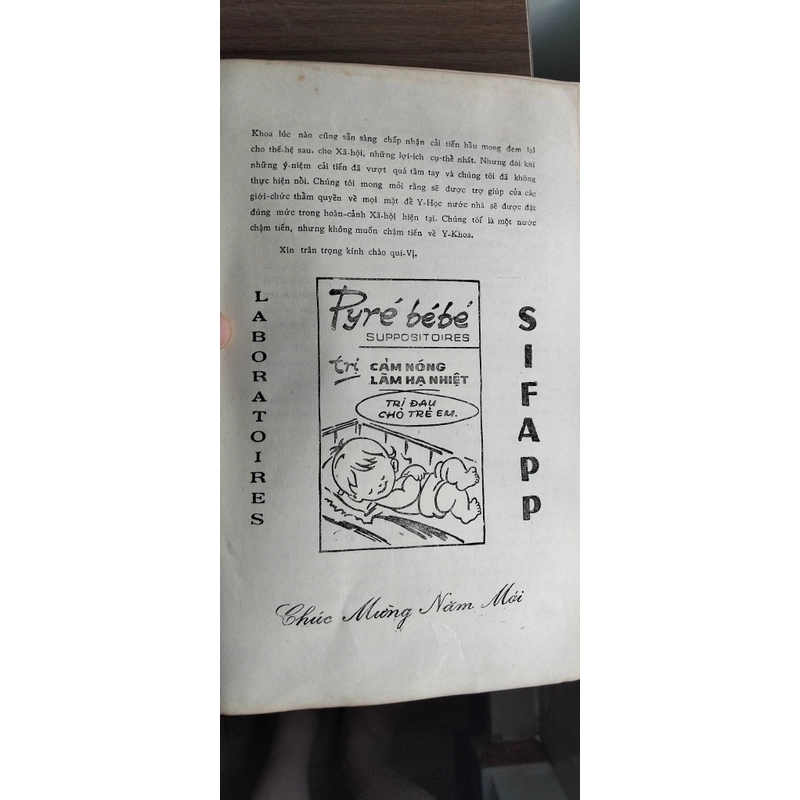 Khoa lúc nào cũng sẵn sàng chấp nhận cải tiến hầu mong đem lại
cho thế-hệ sau, cho Xã-hội, những lợi-ích cụ-thể nhất. Nhưng đôi khi
những ý-niệm cải tiến đã vượt quá tầm tay và chúng tôi đã không
thực hiện nổi. Chúng tôi mong mỏi rằng sẽ được trợ giúp của các
giới-chức thẩm quyền về mọi mặt để Y-Học nước nhà sẽ được đặt
đúng mức trong hoàn-cảnh Xã-hội hiện tại. Chúng tôi là một nước
chậm tiến, nhưng không muốn chậm tiến về Y-Khoa.
Xin trân trọng kính chào quí-Vị.
LABORATOIRES
Pyré bébé
SUPPOSITOIRES
trị CẢM NÓNG
LÀM HẠ NHIỆT
TRỊ ĐAU
CHO TRẺ EM.
SIFAPP
Chúc Mừng Năm Mới